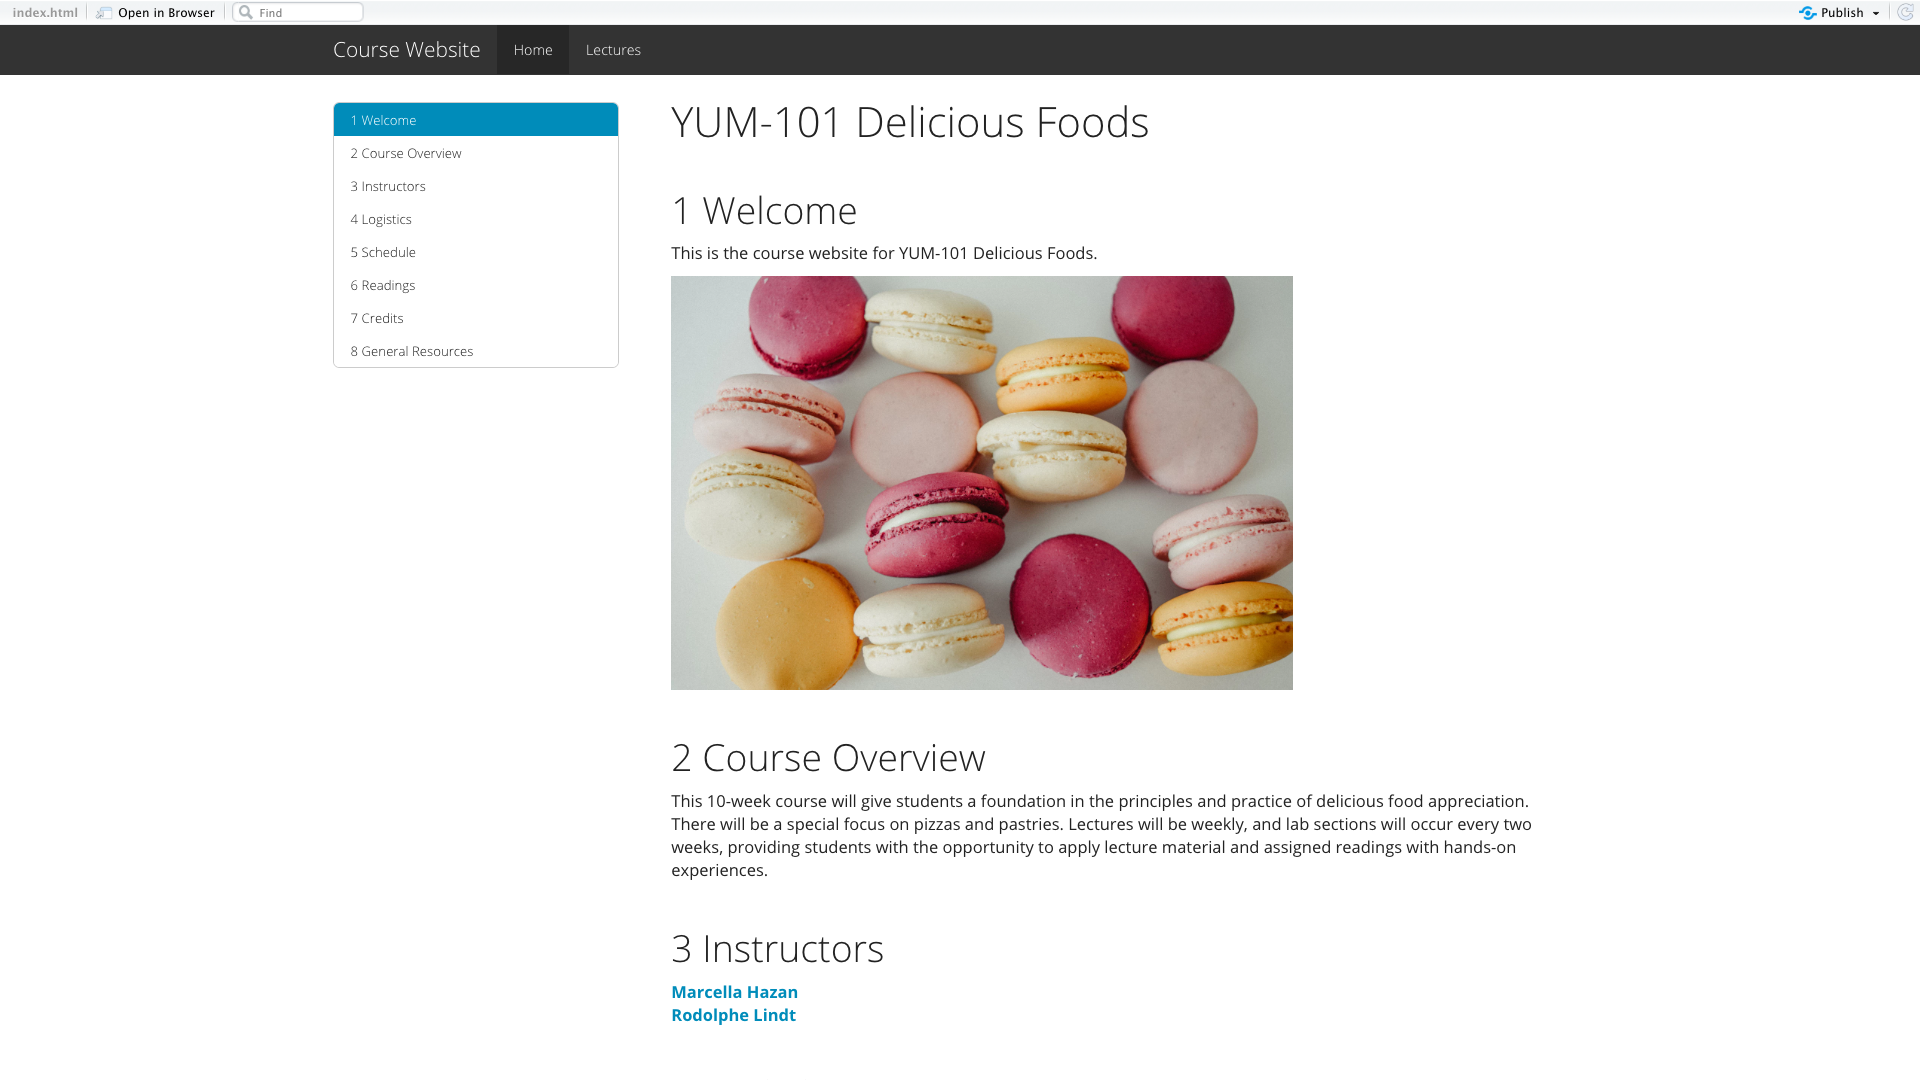 index.html Open in Browser Find Publish
Course Website Home Lectures
1 Welcome
2 Course Overview
3 Instructors
4 Logistics
5 Schedule
6 Readings
7 Credits
8 General Resources
YUM-101 Delicious Foods
1 Welcome
This is the course website for YUM-101 Delicious Foods.
2 Course Overview
This 10-week course will give students a foundation in the principles and practice of delicious food appreciation.
There will be a special focus on pizzas and pastries. Lectures will be weekly, and lab sections will occur every two
weeks, providing students with the opportunity to apply lecture material and assigned readings with hands-on
experiences.
3 Instructors
Marcella Hazan
Rodolphe Lindt